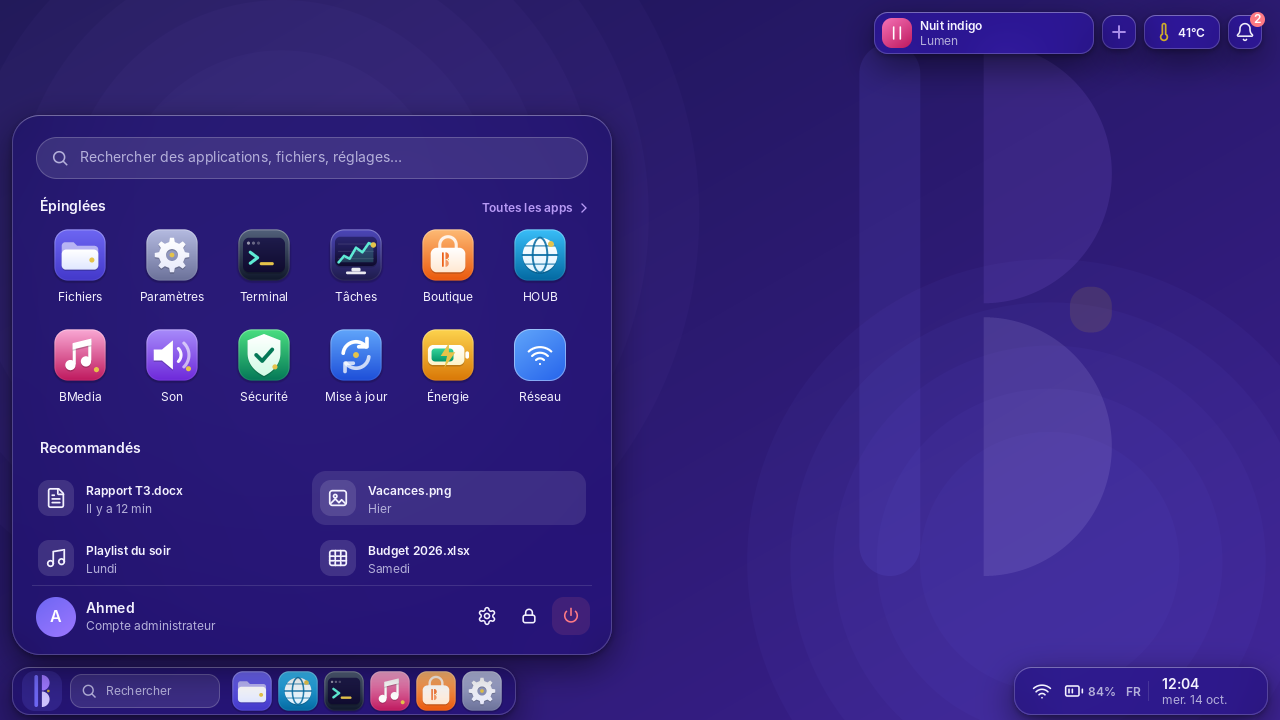 Nuit indigo
Lumen
41°C
2
Rechercher des applications, fichiers, réglages...
Épinglées
Toutes les apps
Fichiers
Paramètres
Terminal
Tâches
Boutique
HOUB
BMedia
Son
Sécurité
Mise à jour
Énergie
Réseau
Recommandés
Rapport T3.docx
Il y a 12 min
Vacances.png
Hier
Playlist du soir
Lundi
Budget 2026.xlsx
Samedi
A
Ahmed
Compte administrateur
Rechercher
84%
FR
12:04
mer. 14 oct.